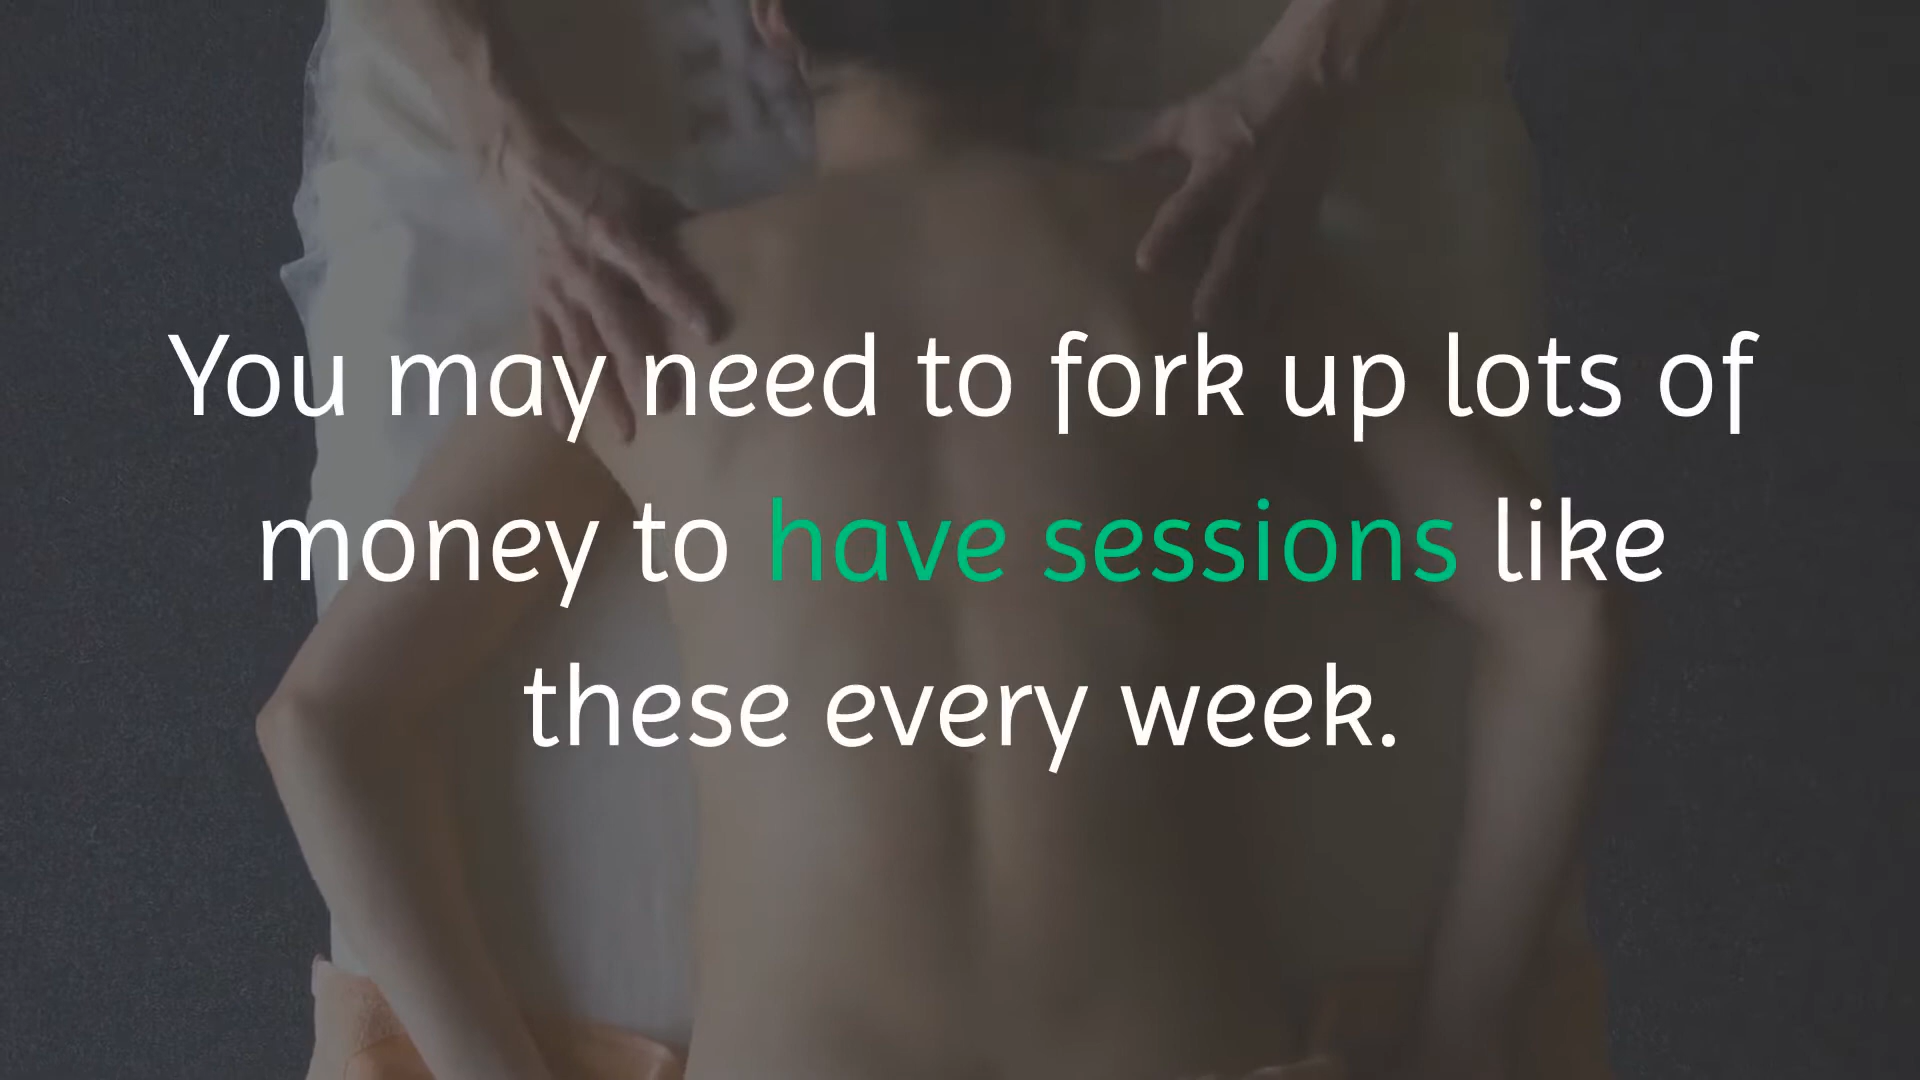 You may need to fork up lots of
money to have sessions like
these every week.